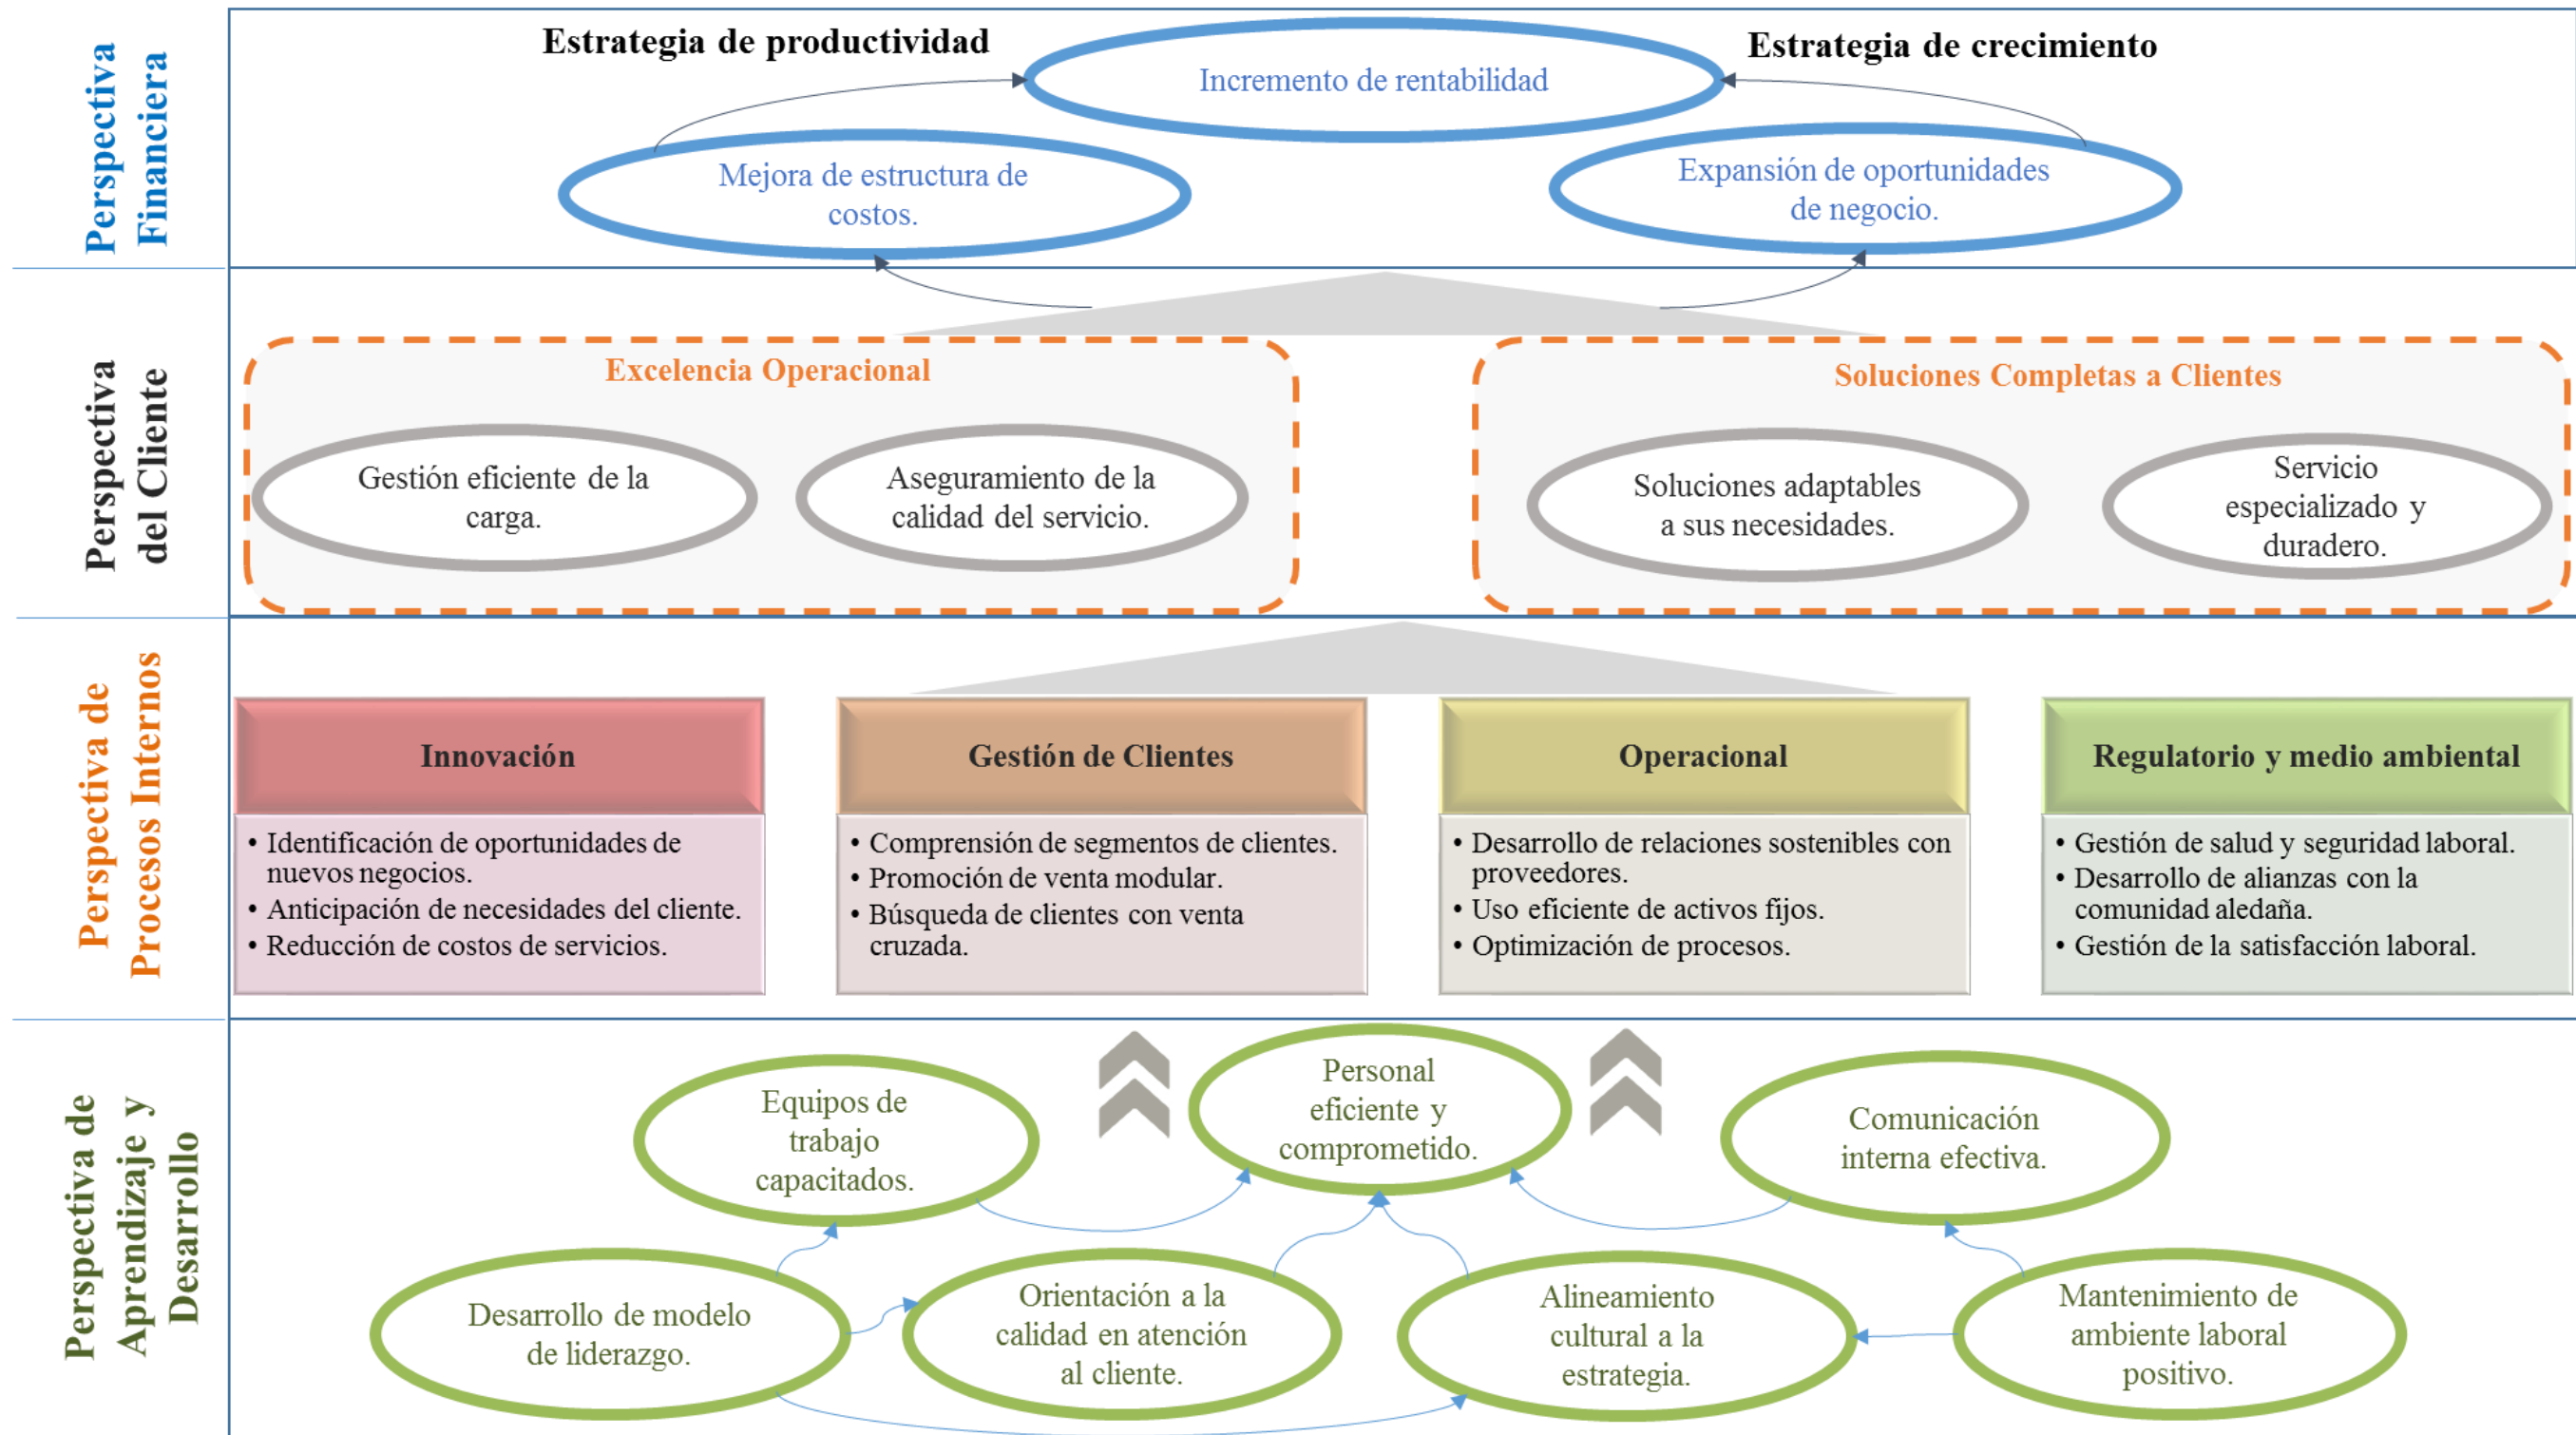 Perspectiva
Financiera
Estrategia de productividad
Estrategia de crecimiento
Incremento de rentabilidad
Mejora de estructura de
costos.
Expansión de oportunidades
de negocio.
Perspectiva
del Cliente
Excelencia Operacional
Gestión eficiente de la
carga.
Aseguramiento de la
calidad del servicio.
Soluciones Completas a Clientes
Soluciones adaptables
a sus necesidades.
Servicio
especializado y
duradero.
Perspectiva de
Procesos Internos
Innovación
• Identificación de oportunidades de
nuevos negocios.
• Anticipación de necesidades del cliente.
• Reducción de costos de servicios.
Gestión de Clientes
• Comprensión de segmentos de clientes.
• Promoción de venta modular.
• Búsqueda de clientes con venta
cruzada.
Operacional
• Desarrollo de relaciones sostenibles con
proveedores.
• Uso eficiente de activos fijos.
• Optimización de procesos.
Regulatorio y medio ambiental
• Gestión de salud y seguridad laboral.
• Desarrollo de alianzas con la
comunidad aledaña.
• Gestión de la satisfacción laboral.
Perspectiva de
Aprendizaje y
Desarrollo
Equipos de
trabajo
capacitados.
Personal
eficiente y
comprometido.
Comunicación
interna efectiva.
Desarrollo de modelo
de liderazgo.
Orientación a la
calidad en atención
al cliente.
Alineamiento
cultural a la
estrategia.
Mantenimiento de
ambiente laboral
positivo.